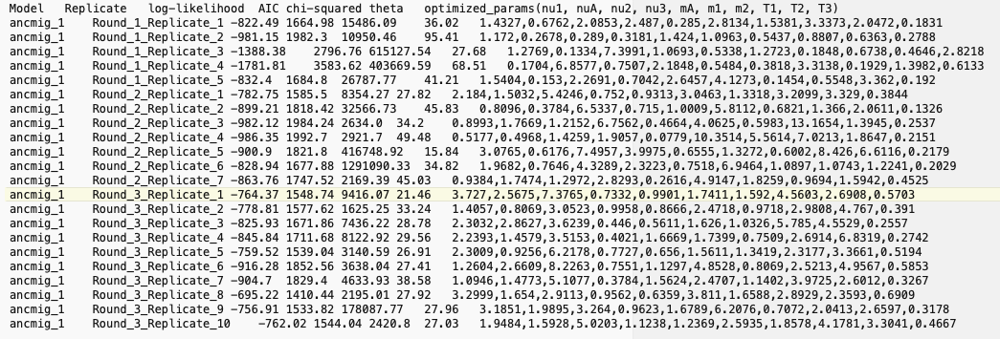 Model Replicate log-likelihood AIC chi-squared theta optimized_params(nu1, nuA, nu2, nu3, mA, m1, m2, T1, T2, T3)
ancmig_1 Round_1_Replicate_1 -822.49 1664.98 15486.09 36.02 1.4327,0.6762,2.0853,2.487,0.285,2.8134,1.5381,3.3373,2.0472,0.1831
ancmig_1 Round_1_Replicate_2 -981.15 1982.3 10950.46 95.41 1.172,0.2678,0.289,0.3181,1.424,1.0963,0.5437,0.8807,0.6363,0.2788
ancmig_1 Round_1_Replicate_3 -1388.38 2796.76 615127.54 27.68 1.2769,0.1334,7.3991,1.0693,0.5338,1.2723,0.1848,0.6738,0.4646,2.8218
ancmig_1 Round_1_Replicate_4 -1781.81 3583.62 403669.59 68.51 0.1704,6.8577,0.7507,2.1848,0.5484,0.3818,3.3138,0.1929,1.3982,0.6133
ancmig_1 Round_1_Replicate_5 -832.4 1684.8 26787.77 41.21 1.5404,0.153,2.2691,0.7042,2.6457,4.1273,0.1454,0.5548,3.362,0.192
ancmig_1 Round_2_Replicate_1 -782.75 1585.5 8354.27 27.82 2.184,1.5032,5.4246,0.752,0.9313,3.0463,1.3318,3.2099,3.329,0.3844
ancmig_1 Round_2_Replicate_2 -899.21 1818.42 32566.73 45.83 0.8096,0.3784,6.5337,0.715,1.0009,5.8112,0.6821,1.366,2.0611,0.1326
ancmig_1 Round_2_Replicate_3 -982.12 1984.24 2634.0 34.2 0.8993,1.7669,1.2152,6.7562,0.4664,4.0625,0.5983,13.1654,1.3945,0.2537
ancmig_1 Round_2_Replicate_4 -986.35 1992.7 2921.7 49.48 0.5177,0.4968,1.4259,1.9057,0.0779,10.3514,5.5614,7.0213,1.8647,0.2151
ancmig_1 Round_2_Replicate_5 -900.9 1821.8 416748.92 15.84 3.0765,0.6176,7.4957,3.9975,0.6555,1.3272,0.6002,8.426,6.6116,0.2179
ancmig_1 Round_2_Replicate_6 -828.94 1677.88 1291090.33 34.82 1.9682,0.7646,4.3289,2.3223,0.7518,6.9464,1.0897,1.0743,1.2241,0.2029
ancmig_1 Round_2_Replicate_7 -863.76 1747.52 2169.39 45.03 0.9384,1.7474,1.2972,2.8293,0.2616,4.9147,1.8259,0.9694,1.5942,0.4525
ancmig_1 Round_3_Replicate_1 -764.37 1548.74 9416.07 21.46 3.727,2.5675,7.3765,0.7332,0.9901,1.7411,1.592,4.5603,2.6908,0.5703
ancmig_1 Round_3_Replicate_2 -778.81 1577.62 1625.25 33.24 1.4057,0.8069,3.0523,0.9958,0.8666,2.4718,0.9718,2.9808,4.767,0.391
ancmig_1 Round_3_Replicate_3 -825.93 1671.86 7436.22 28.78 2.3032,2.8627,3.6239,0.446,0.5611,1.626,1.0326,5.785,4.5529,0.2557
ancmig_1 Round_3_Replicate_4 -845.84 1711.68 8122.92 29.56 2.2393,1.4579,3.5153,0.4021,1.6669,1.7399,0.7509,2.6914,6.8319,0.2742
ancmig_1 Round_3_Replicate_5 -759.52 1539.04 3140.59 26.91 2.3009,0.9256,6.2178,0.7727,0.656,1.5611,1.3419,2.3177,3.3661,0.5194
ancmig_1 Round_3_Replicate_6 -916.28 1852.56 3638.04 27.41 1.2604,2.6609,8.2263,0.7551,1.1297,4.8528,0.8069,2.5213,4.9567,0.5853
ancmig_1 Round_3_Replicate_7 -904.7 1829.4 4633.93 38.58 1.0946,1.4773,5.1077,0.3784,1.5624,2.4707,1.1402,3.9725,2.6012,0.3267
ancmig_1 Round_3_Replicate_8 -695.22 1410.44 2195.01 27.92 3.2999,1.654,2.9113,0.9562,0.6359,3.811,1.6588,2.8929,2.3593,0.6909
ancmig_1 Round_3_Replicate_9 -756.91 1533.82 178087.77 27.96 3.1851,1.9895,3.264,0.9623,1.6789,6.2076,0.7072,2.0413,2.6597,0.3178
ancmig_1 Round_3_Replicate_10 -762.02 1544.04 2420.8 27.03 1.9484,1.5928,5.0203,1.1238,1.2369,2.5935,1.8578,4.1781,3.3041,0.4667